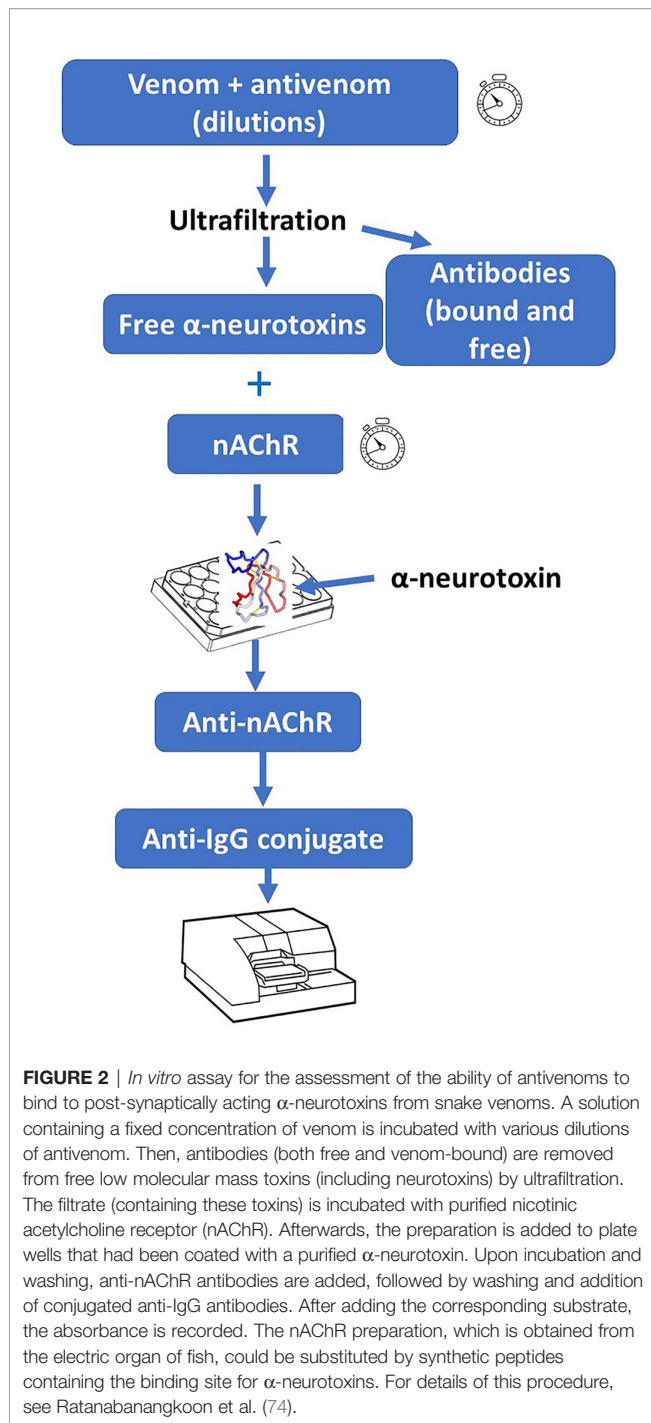 Venom + antivenom
(dilutions)
Ultrafiltration
Antibodies
(bound and
free)
Free α-neurotoxins
+
nAChR
α-neurotoxin
Anti-nAChR
Anti-IgG conjugate
FIGURE 2 | In vitro assay for the assessment of the ability of antivenoms to
bind to post-synaptically acting α-neurotoxins from snake venoms. A solution
containing a fixed concentration of venom is incubated with various dilutions
of antivenom. Then, antibodies (both free and venom-bound) are removed
from free low molecular mass toxins (including neurotoxins) by ultrafiltration.
The filtrate (containing these toxins) is incubated with purified nicotinic
acetylcholine receptor (nAChR). Afterwards, the preparation is added to plate
wells that had been coated with a purified α-neurotoxin. Upon incubation and
washing, anti-nAChR antibodies are added, followed by washing and addition
of conjugated anti-IgG antibodies. After adding the corresponding substrate,
the absorbance is recorded. The nAChR preparation, which is obtained from
the electric organ of fish, could be substituted by synthetic peptides
containing the binding site for α-neurotoxins. For details of this procedure,
see Ratanabanangkoon et al. (74).